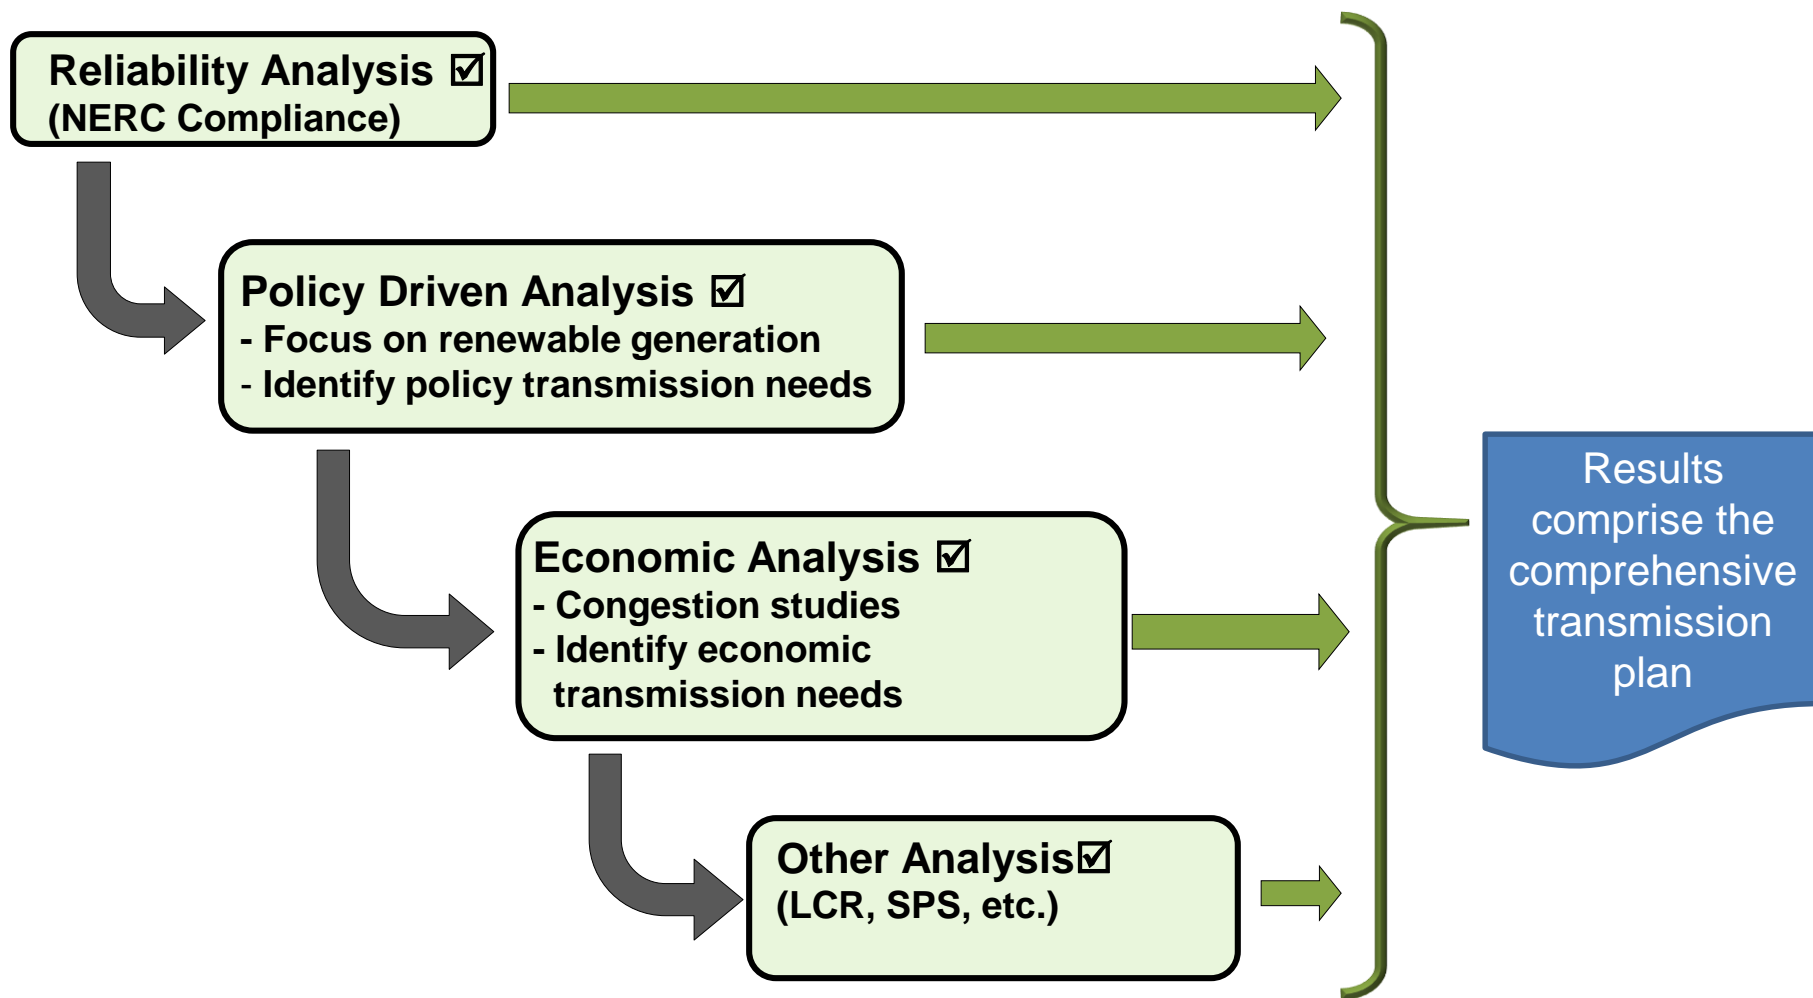 Reliability Analysis ☑
(NERC Compliance)
Policy Driven Analysis ☑
- Focus on renewable generation
- Identify policy transmission needs
Economic Analysis ☑
- Congestion studies
- Identify economic
transmission needs
Other Analysis☑
(LCR, SPS, etc.)
Results
comprise the
comprehensive
transmission
plan